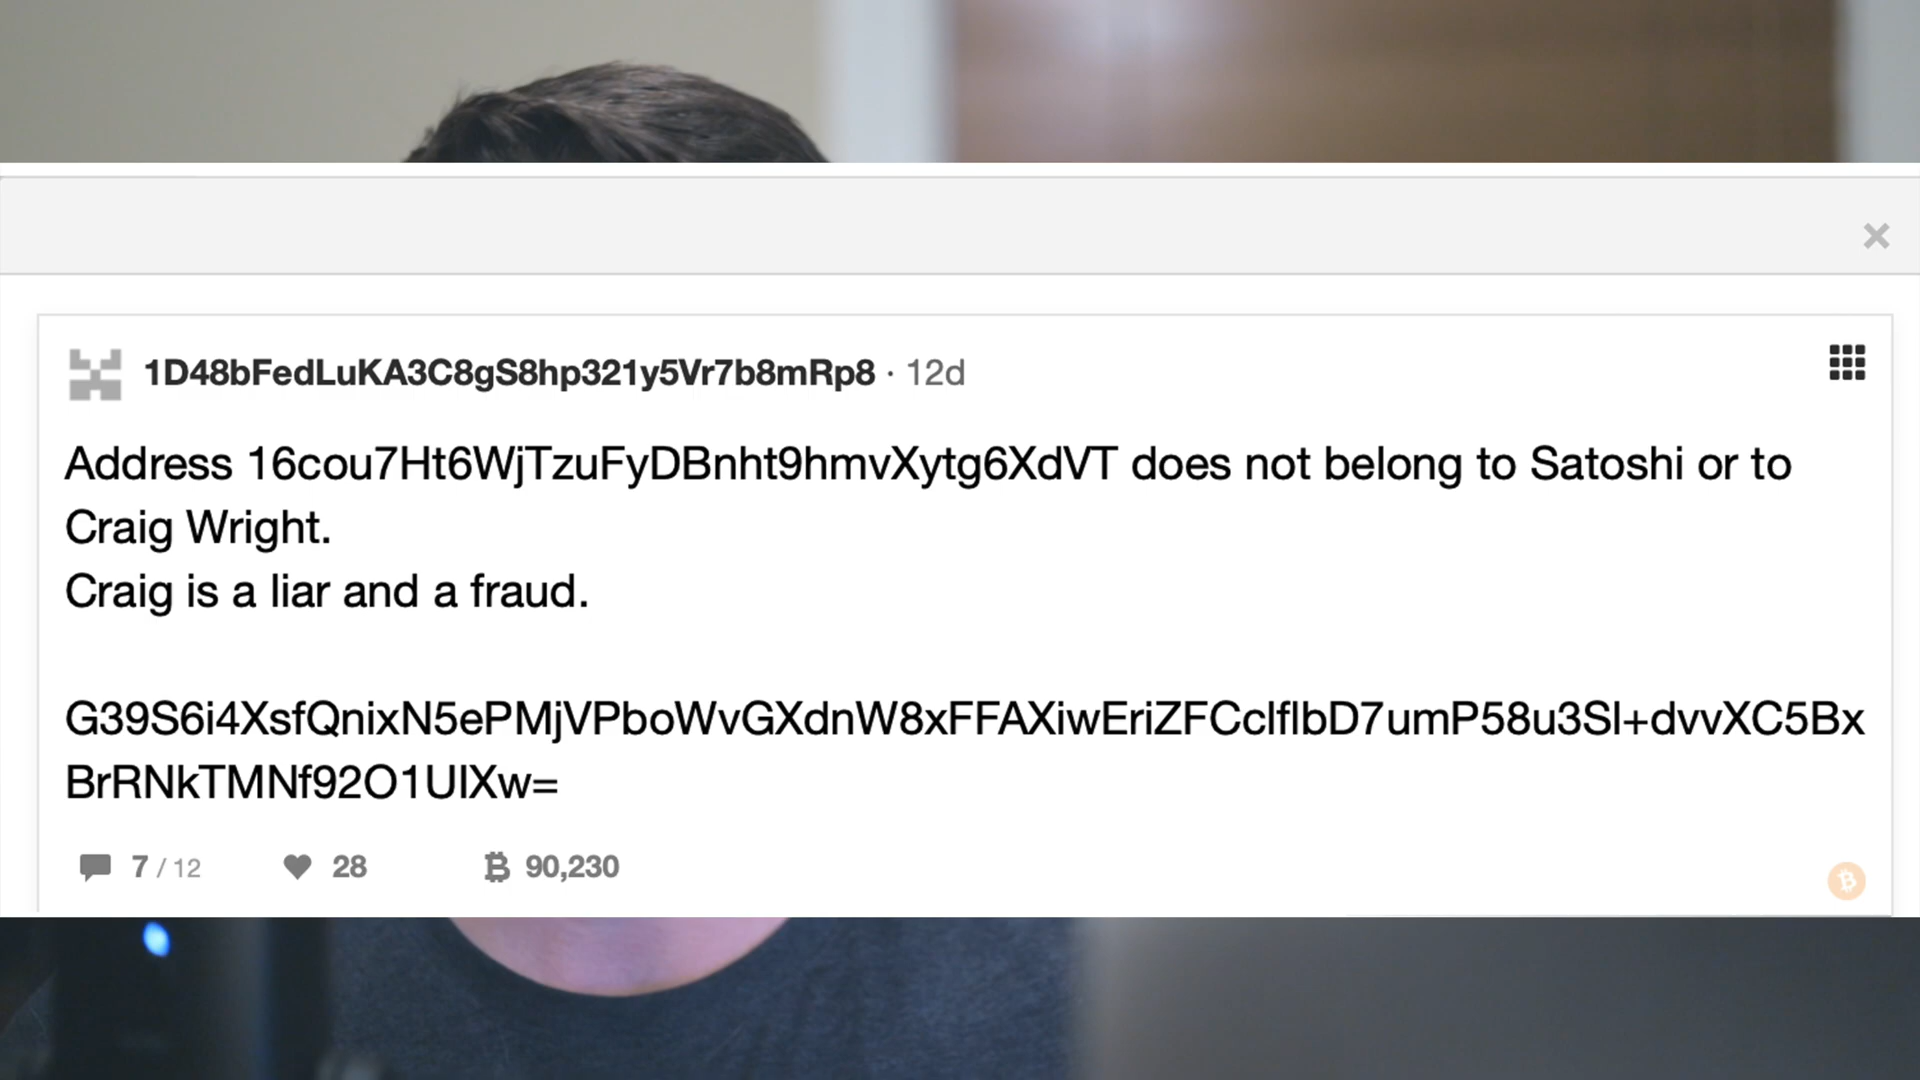 1D48bFedLuKA3C8gS8hp321y5Vr7b8mRp8 · 12d
Address 16cou7Ht6WjTzuFyDBnht9hmvXytg6XdVT does not belong to Satoshi or to
Craig Wright.
Craig is a liar and a fraud.
G39S6i4XsfQnixN5ePMjVPboWvGXdnW8xFFAXiwEriZFCclflbD7umP58u3Sl+dvvXC5Bx
BrRNkTMNf92O1UlXw=
7 / 12 28 90,230